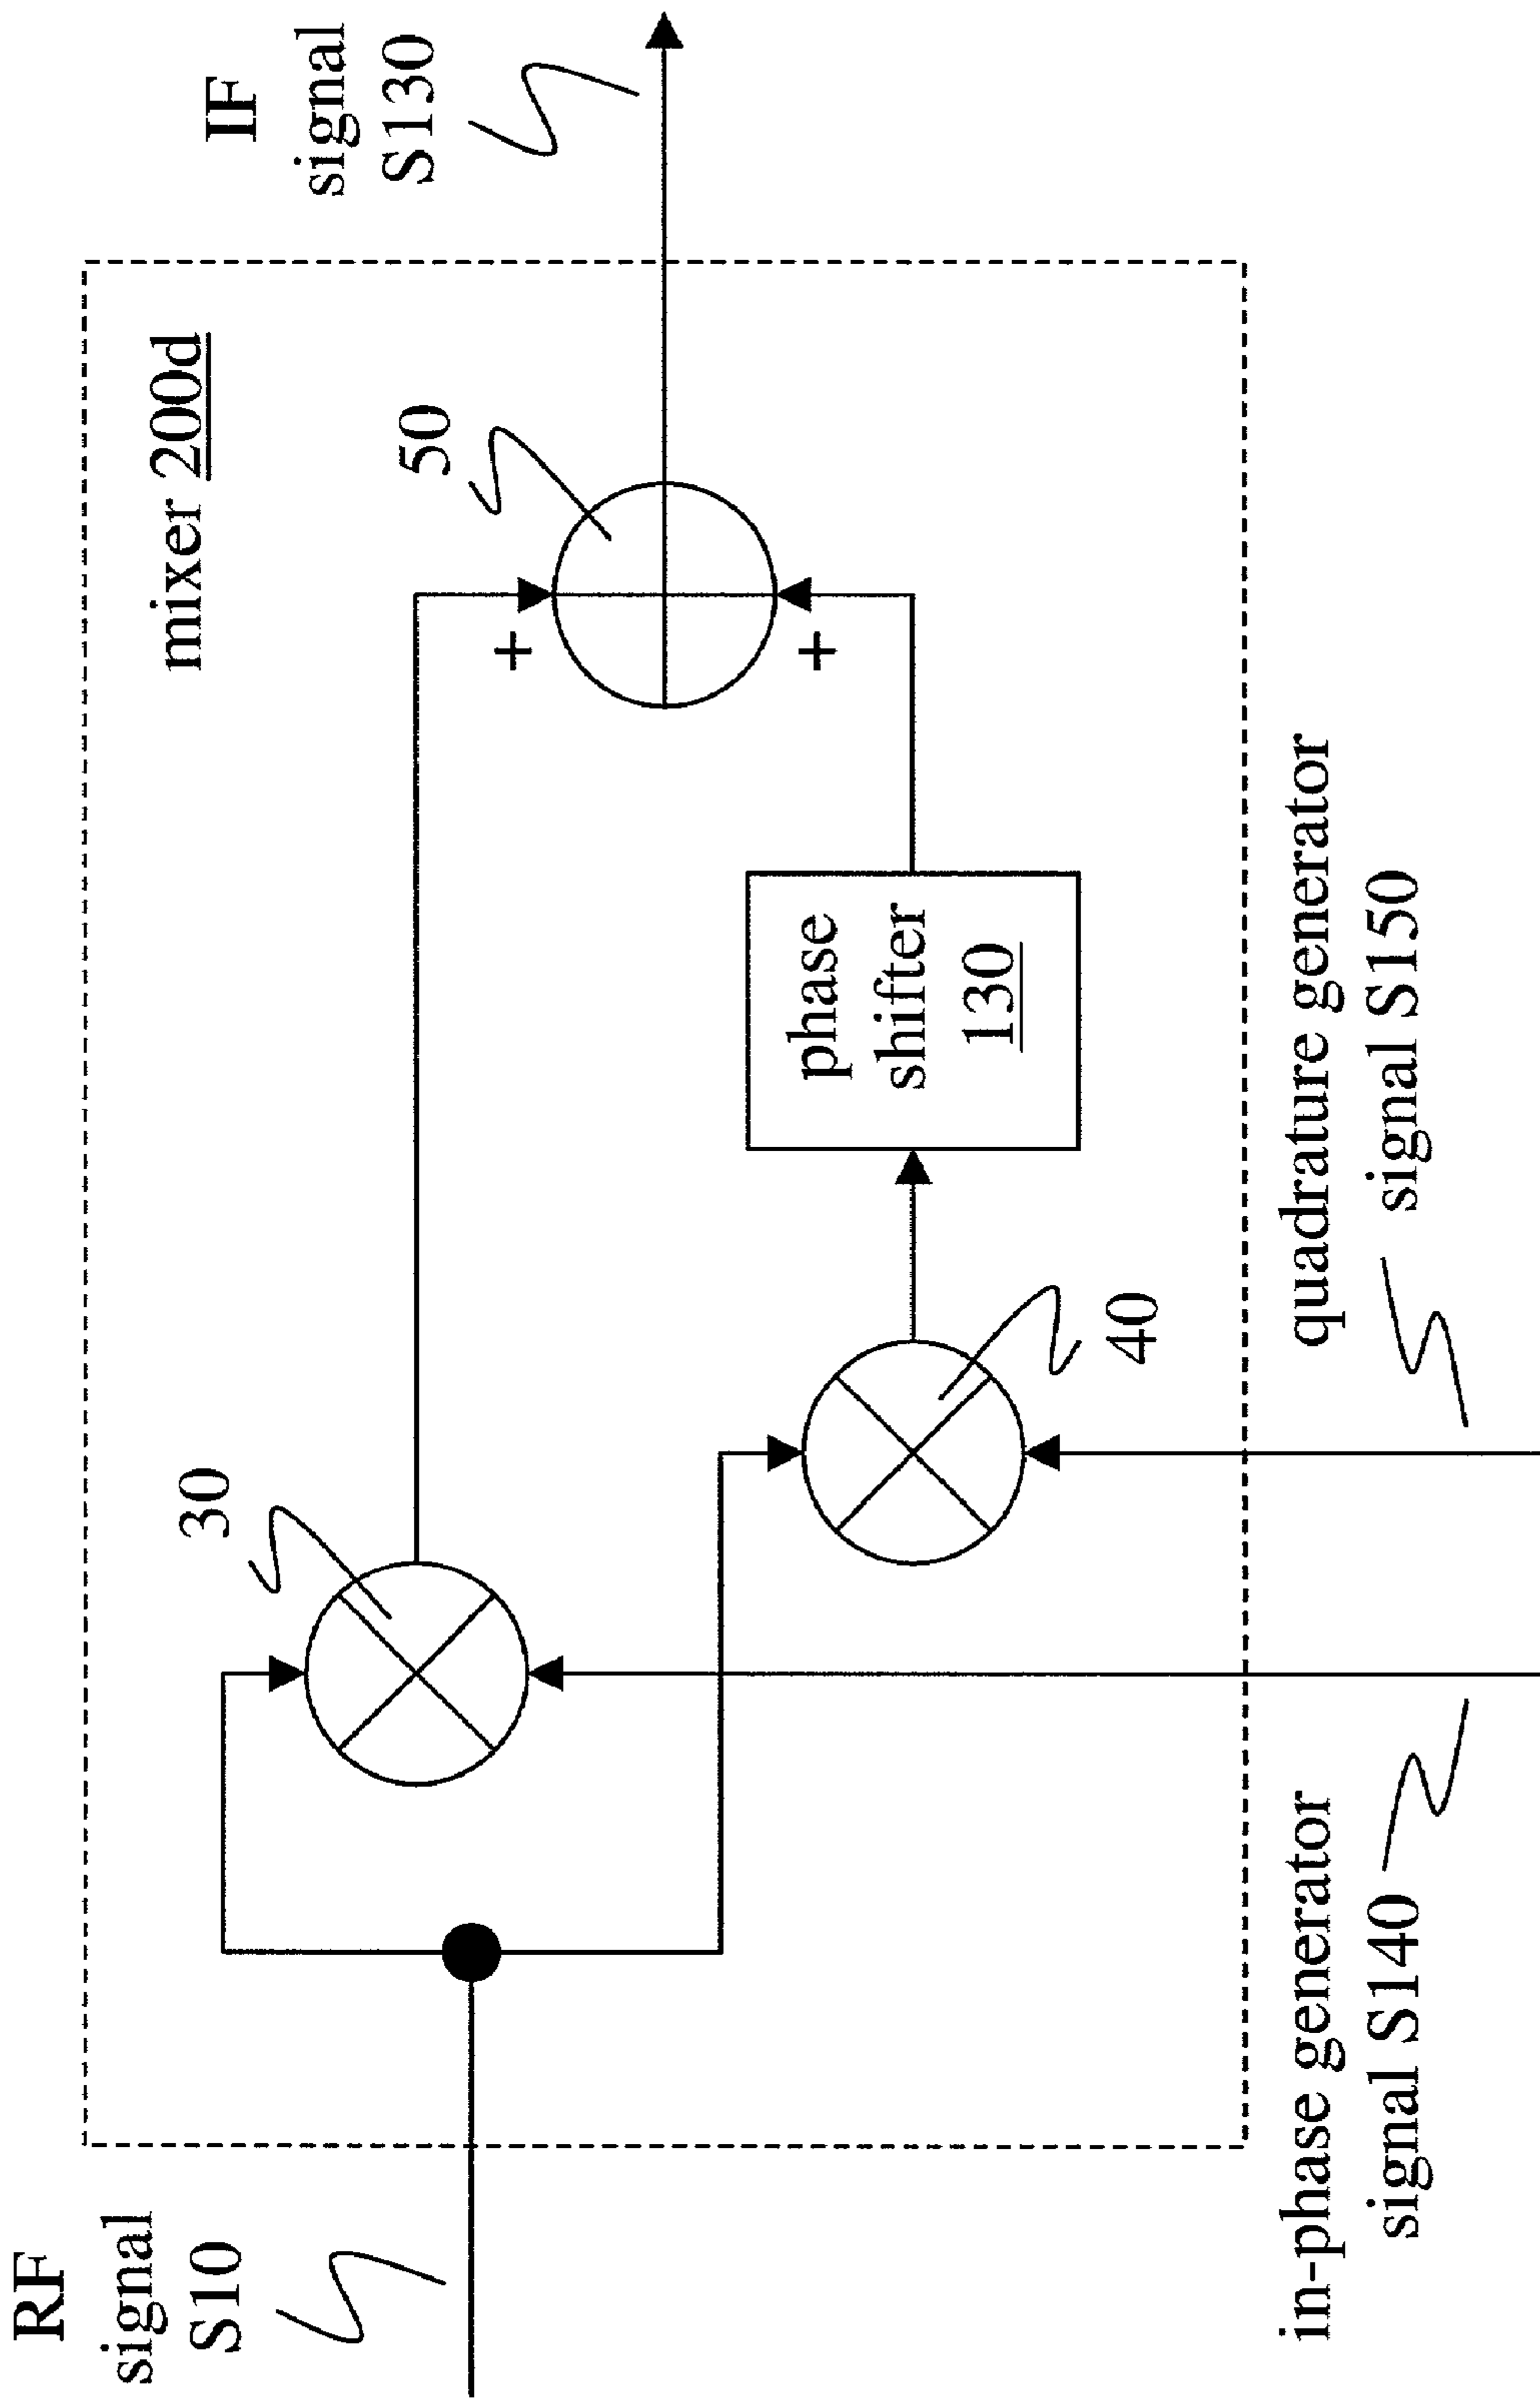 RF
signal
S10
mixer 200d
IF
signal
S130
30
50
+
+
40
phase
shifter
130
in-phase generator
signal S140
quadrature generator
signal S150